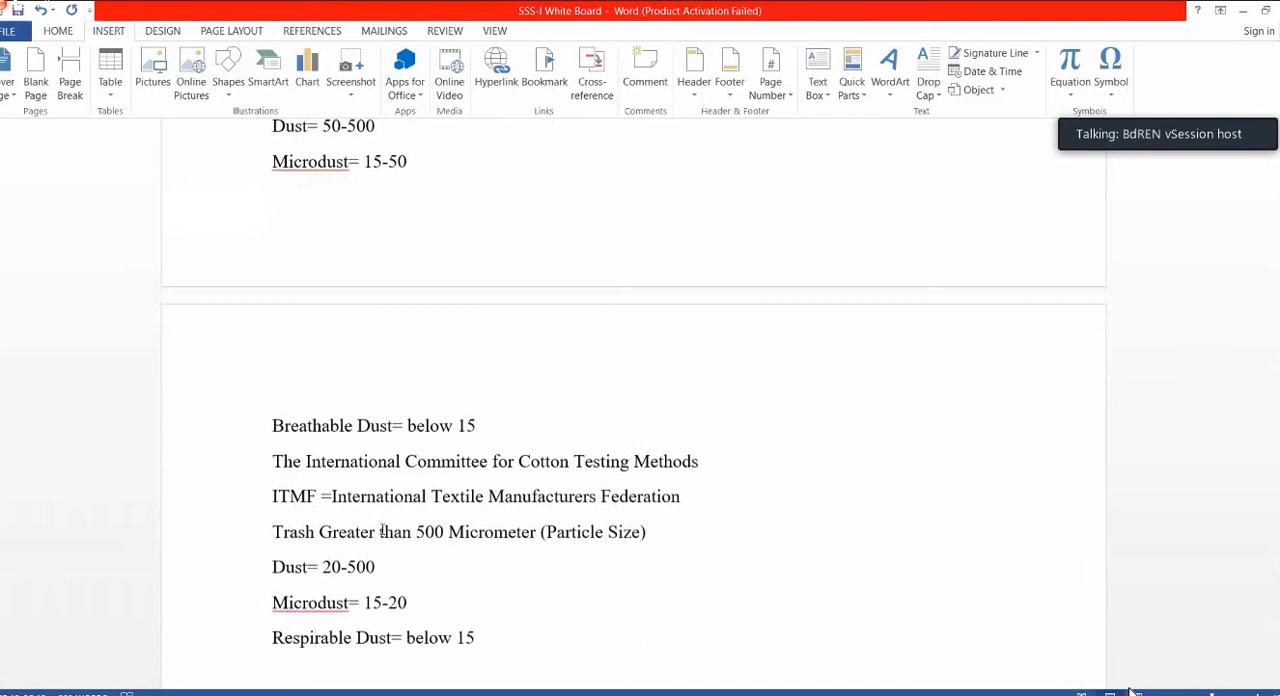 SSS-I White Board - Word (Product Activation Failed)
FILE HOME INSERT DESIGN PAGE LAYOUT REFERENCES MAILINGS REVIEW VIEW
Sign in
Blank Page
Page Break
Table
Pictures
Online Pictures
Shapes
SmartArt
Chart
Screenshot
Apps for Office
Online Video
Hyperlink
Bookmark
Cross-reference
Comment
Header
Footer
Page Number
Text Box
Quick Parts
WordArt
Drop Cap
Signature Line
Date & Time
Object
Equation
Symbol
Pages Tables Illustrations Apps Media Links Comments Header & Footer Text Symbols
Talking: BdREN vSession host
Dust= 50-500
Microdust= 15-50
Breathable Dust= below 15
The International Committee for Cotton Testing Methods
ITMF =International Textile Manufacturers Federation
Trash Greater than 500 Micrometer (Particle Size)
Dust= 20-500
Microdust= 15-20
Respirable Dust= below 15